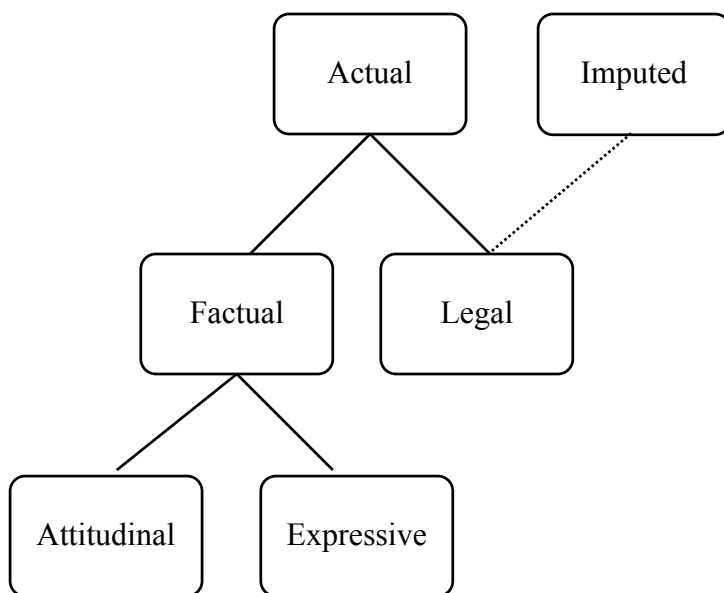 Actual
Imputed
Factual
Legal
Attitudinal
Expressive